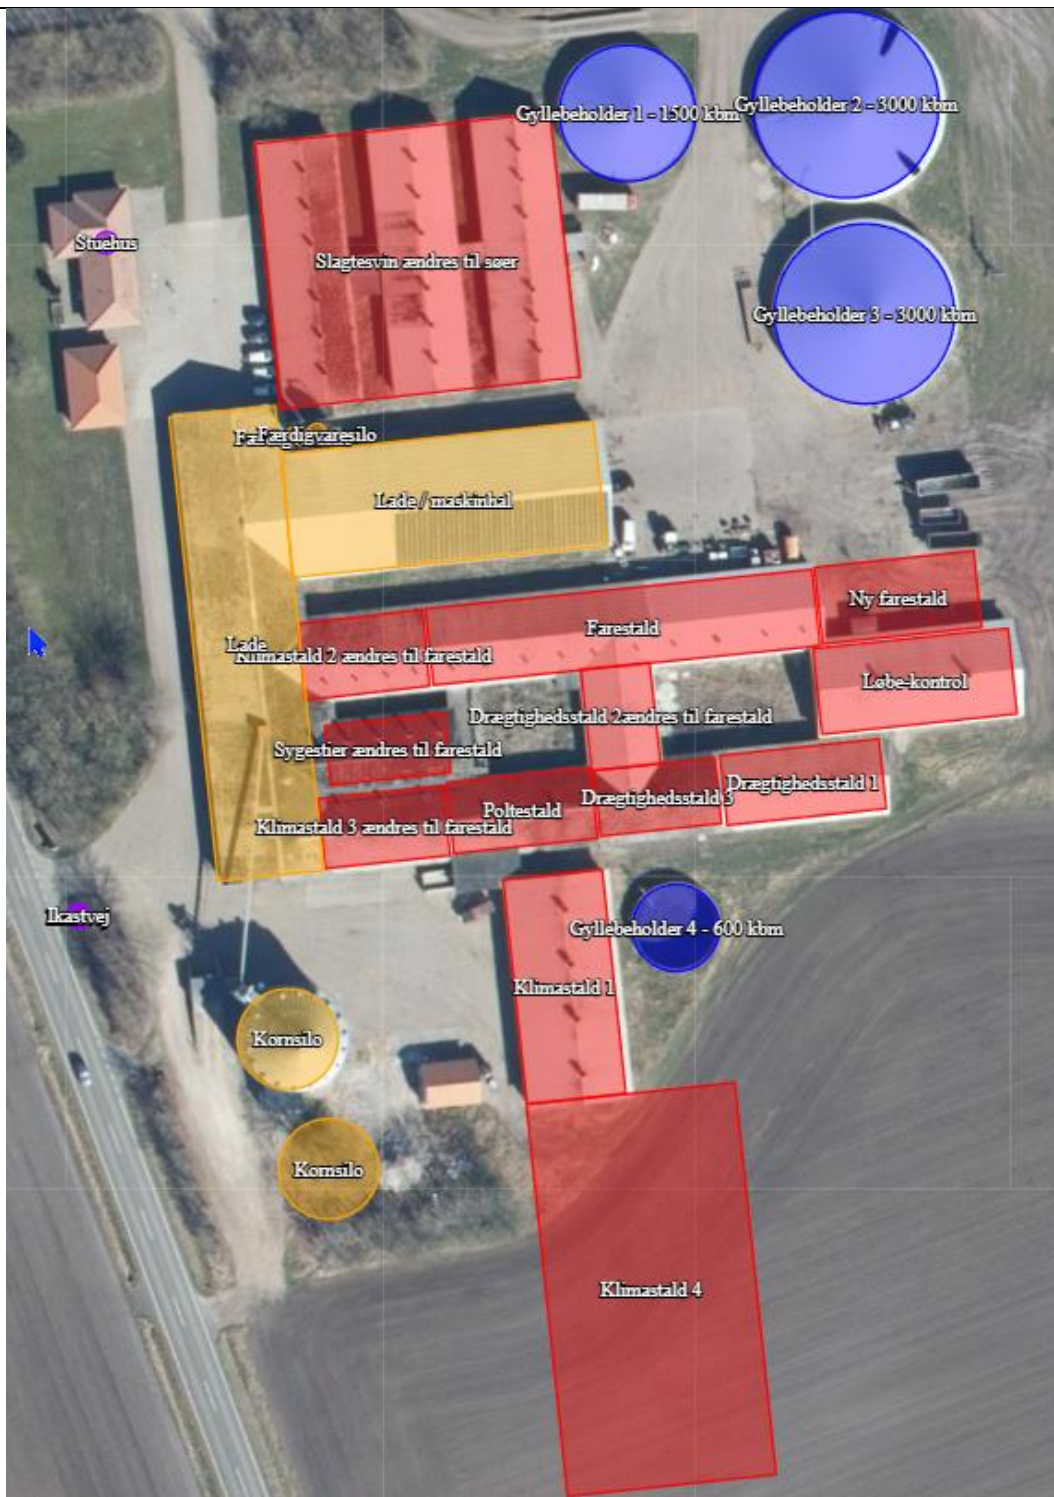 Gyllebeholder 1 - 1500 kbm
Gyllebeholder 2 - 3000 kbm
Stuehus
Slagtesvin ændres til søer
Gyllebeholder 3 - 3000 kbm
Færdigvaresilo
Lade / maskinhal
Ny farestald
Farestald
Lade
Klimastald 2 ændres til farestald
Løbe-kontrol
Drægtighedsstald 2ændres til farestald
Sygestier ændres til farestald
Drægtighedsstald 1
Drægtighedsstald 3
Poltestald
Klimastald 3 ændres til farestald
Ikastvej
Gyllebeholder 4 - 600 kbm
Klimastald 1
Kornsilo
Kornsilo
Klimastald 4